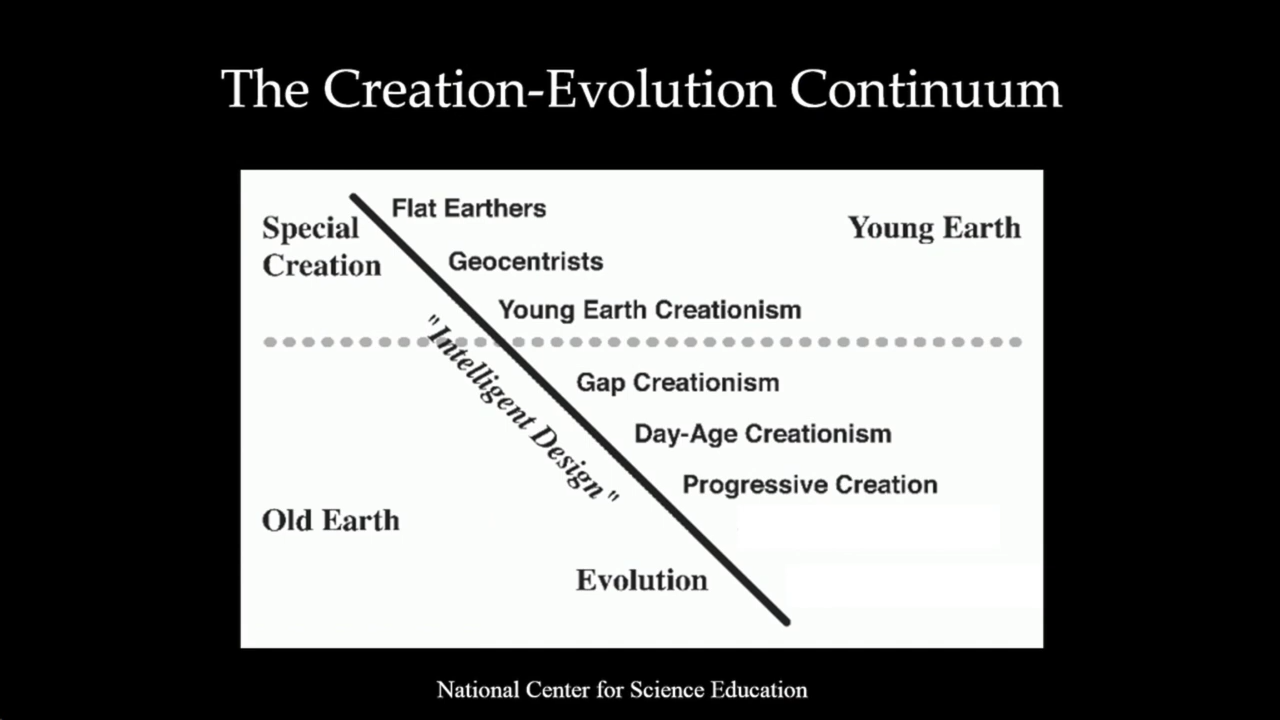 The Creation-Evolution Continuum
Flat Earthers
Special
Creation
Young Earth
Geocentrists
Young Earth Creationism
"Intelligent Design"
Gap Creationism
Day-Age Creationism
Progressive Creation
Old Earth
Evolution
National Center for Science Education